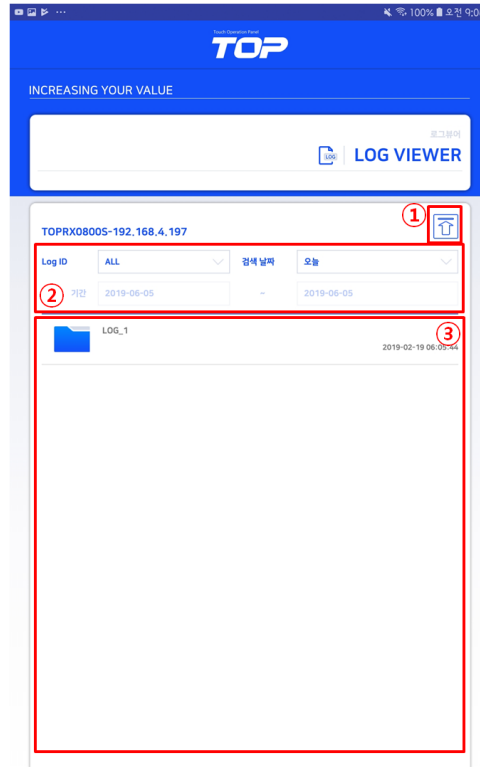 100% 오전 9:0
Touch Operation Panel
TOP
INCREASING YOUR VALUE
로그뷰어
LOG
LOG VIEWER
①
TOPRX0800S-192.168.4.197
Log ID ALL 검색 날짜 오늘
② 기간 2019-06-05 – 2019-06-05
LOG_1
③
2019-02-19 06:05:44